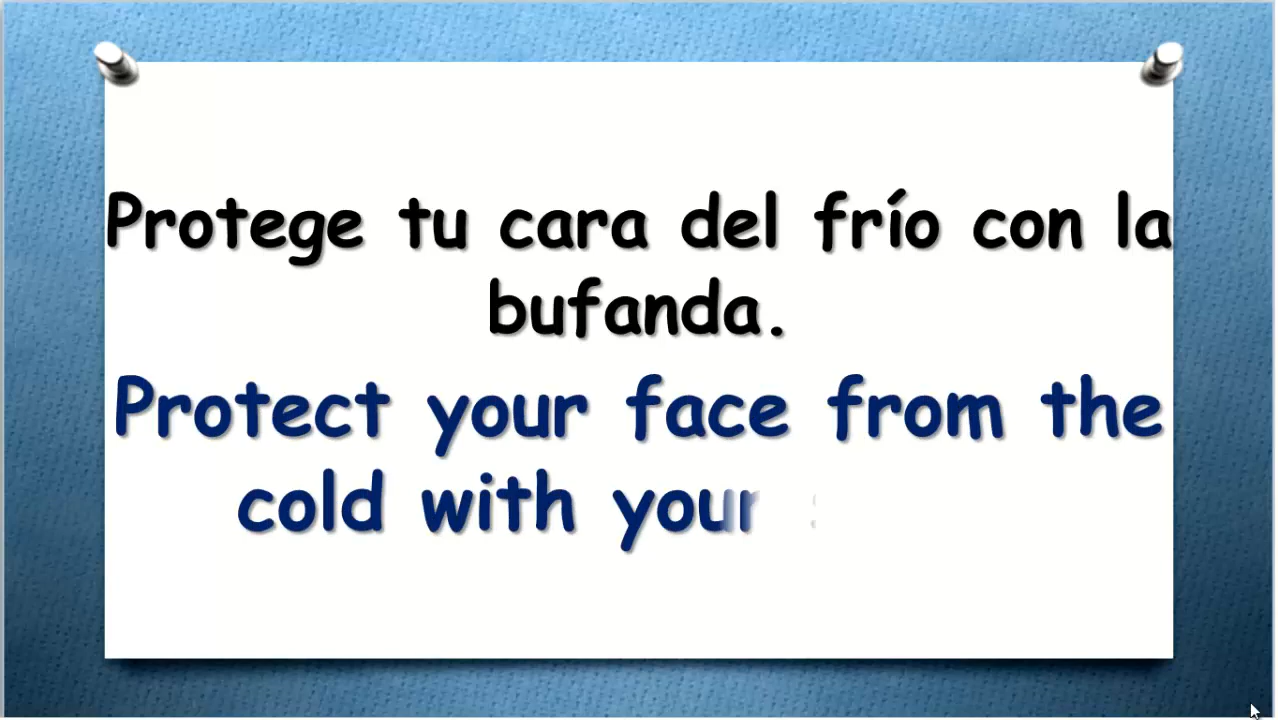 Protege tu cara del frío con la
bufanda.
Protect your face from the
cold with your